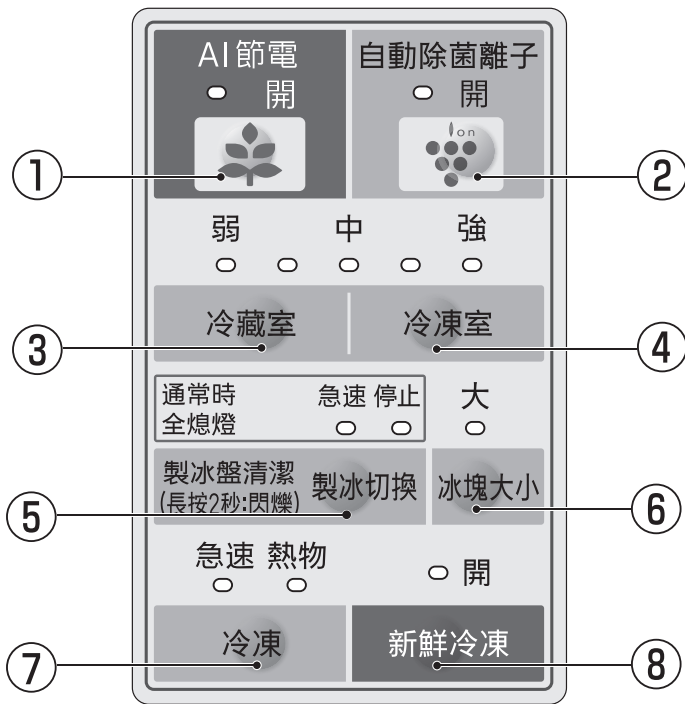 AI節電
開
自動除菌離子
開
Ion
①
②
弱 中 強
③
冷藏室
冷凍室
④
通常時
全熄燈
急速 停止
大
⑤
製冰盤清潔
(長按2秒:閃爍)
製冰切換
冰塊大小
⑥
急速 熱物
開
⑦
冷凍
新鮮冷凍
⑧